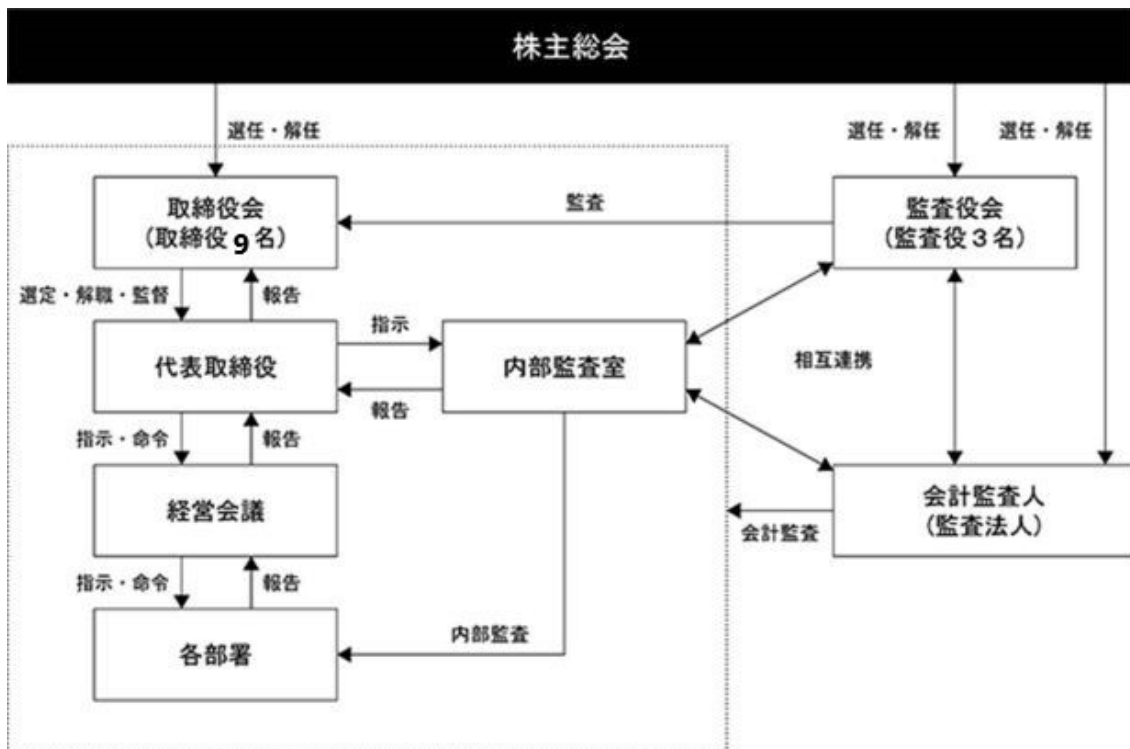 株主総会
選任・解任
選任・解任
選任・解任
取締役会
（取締役9名）
監査
監査役会
（監査役３名）
選定・解職・監督
報告
代表取締役
指示
報告
内部監査室
相互連携
指示・命令
報告
経営会議
会計監査人
（監査法人）
会計監査
指示・命令
報告
各部署
内部監査